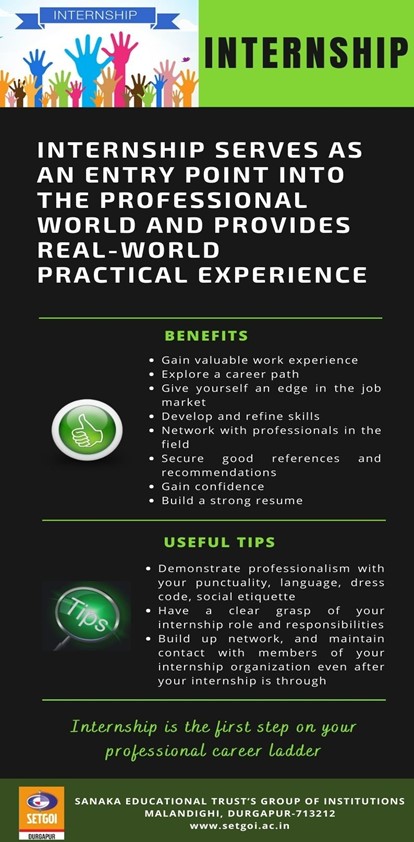 INTERNSHIP
INTERNSHIP
INTERNSHIP SERVES AS
AN ENTRY POINT INTO
THE PROFESSIONAL
WORLD AND PROVIDES
REAL-WORLD
PRACTICAL EXPERIENCE
BENEFITS
• Gain valuable work experience
• Explore a career path
• Give yourself an edge in the job
market
• Develop and refine skills
• Network with professionals in the
field
• Secure good references and
recommendations
• Gain confidence
• Build a strong resume
USEFUL TIPS
Tips
• Demonstrate professionalism with
your punctuality, language, dress
code, social etiquette
• Have a clear grasp of your
internship role and responsibilities
• Build up network, and maintain
contact with members of your
internship organization even after
your internship is through
Internship is the first step on your
professional career ladder
SETGOI
DURGAPUR
SANAKA EDUCATIONAL TRUST'S GROUP OF INSTITUTIONS
MALANDIGHI, DURGAPUR-713212
www.setgoi.ac.in